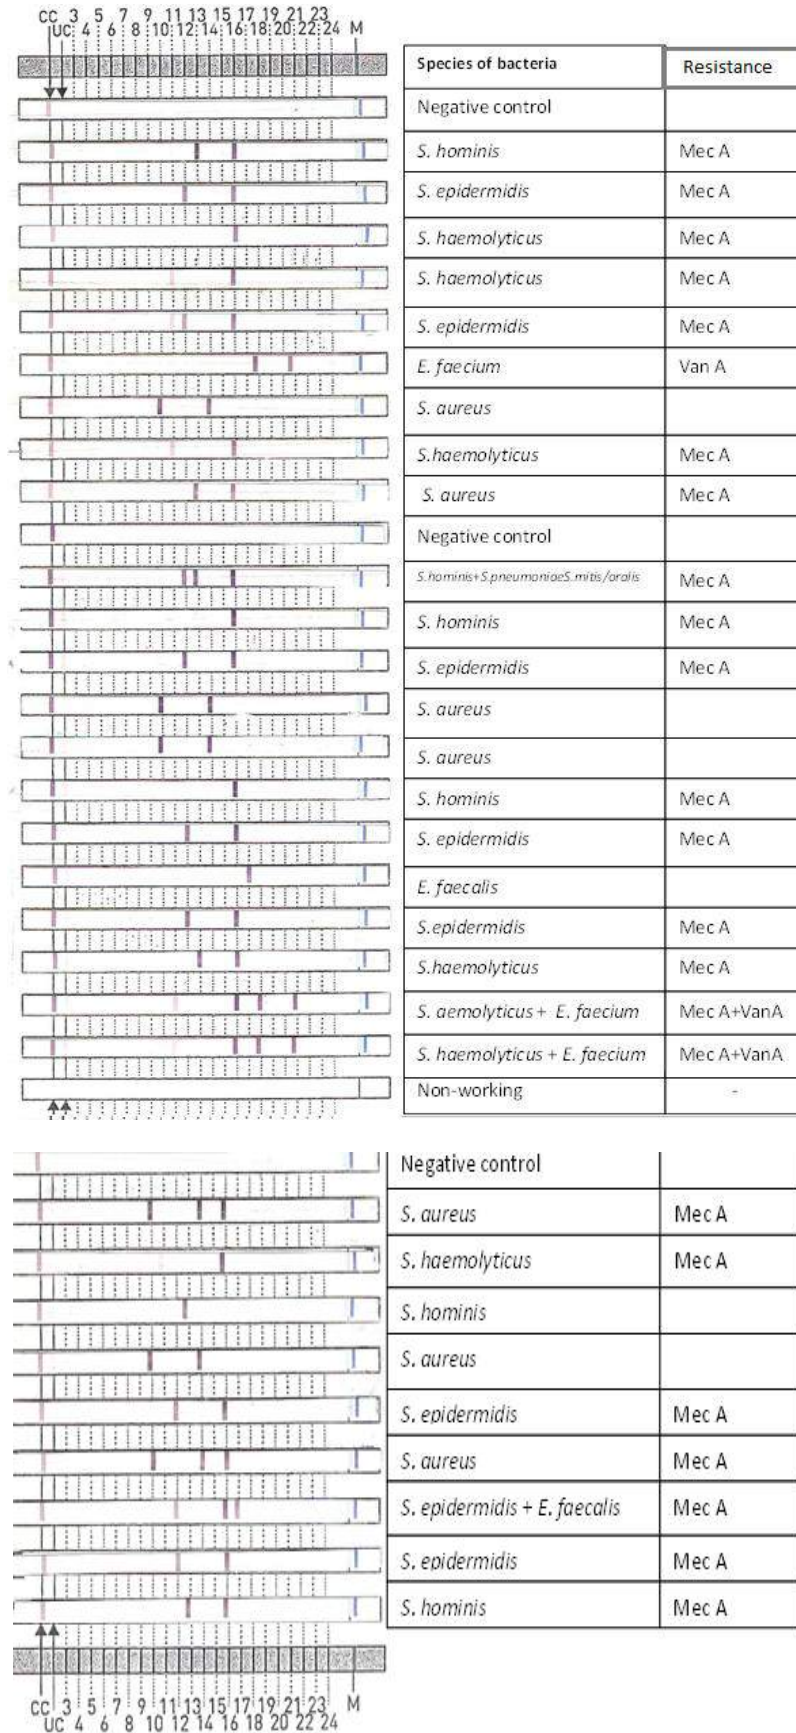 CC 3 5 7 9 11 13 15 17 19 21 23
UC 4 6 8 10 12 14 16 18 20 22 24 M
Species of bacteria Resistance
Negative control
S. hominis Mec A
S. epidermidis Mec A
S. haemolyticus Mec A
S. haemolyticus Mec A
S. epidermidis Mec A
E. faecium Van A
S. aureus
S.haemolyticus Mec A
S. aureus Mec A
Negative control
S.hominis+S.pneumoniaeS.mitis/oralis Mec A
S. hominis Mec A
S. epidermidis Mec A
S. aureus
S. aureus
S. hominis Mec A
S. epidermidis Mec A
E. faecalis
S.epidermidis Mec A
S.haemolyticus Mec A
S. aemolyticus + E. faecium Mec A+VanA
S. haemolyticus + E. faecium Mec A+VanA
Non-working -
Negative control
S. aureus Mec A
S. haemolyticus Mec A
S. hominis
S. aureus
S. epidermidis Mec A
S. aureus Mec A
S. epidermidis + E. faecalis Mec A
S. epidermidis Mec A
S. hominis Mec A
CC 3 5 7 9 11 13 15 17 19 21 23 M
UC 4 6 8 10 12 14 16 18 20 22 24